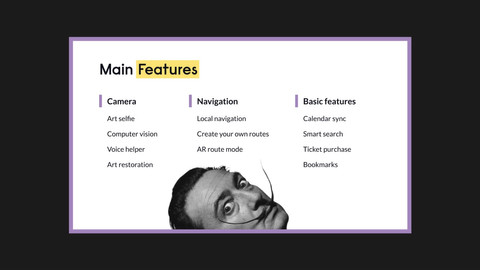 Main Features
Camera
Art selfie
Computer vision
Voice helper
Art restoration
Navigation
Local navigation
Create your own routes
AR route mode
Basic features
Calendar sync
Smart search
Ticket purchase
Bookmarks